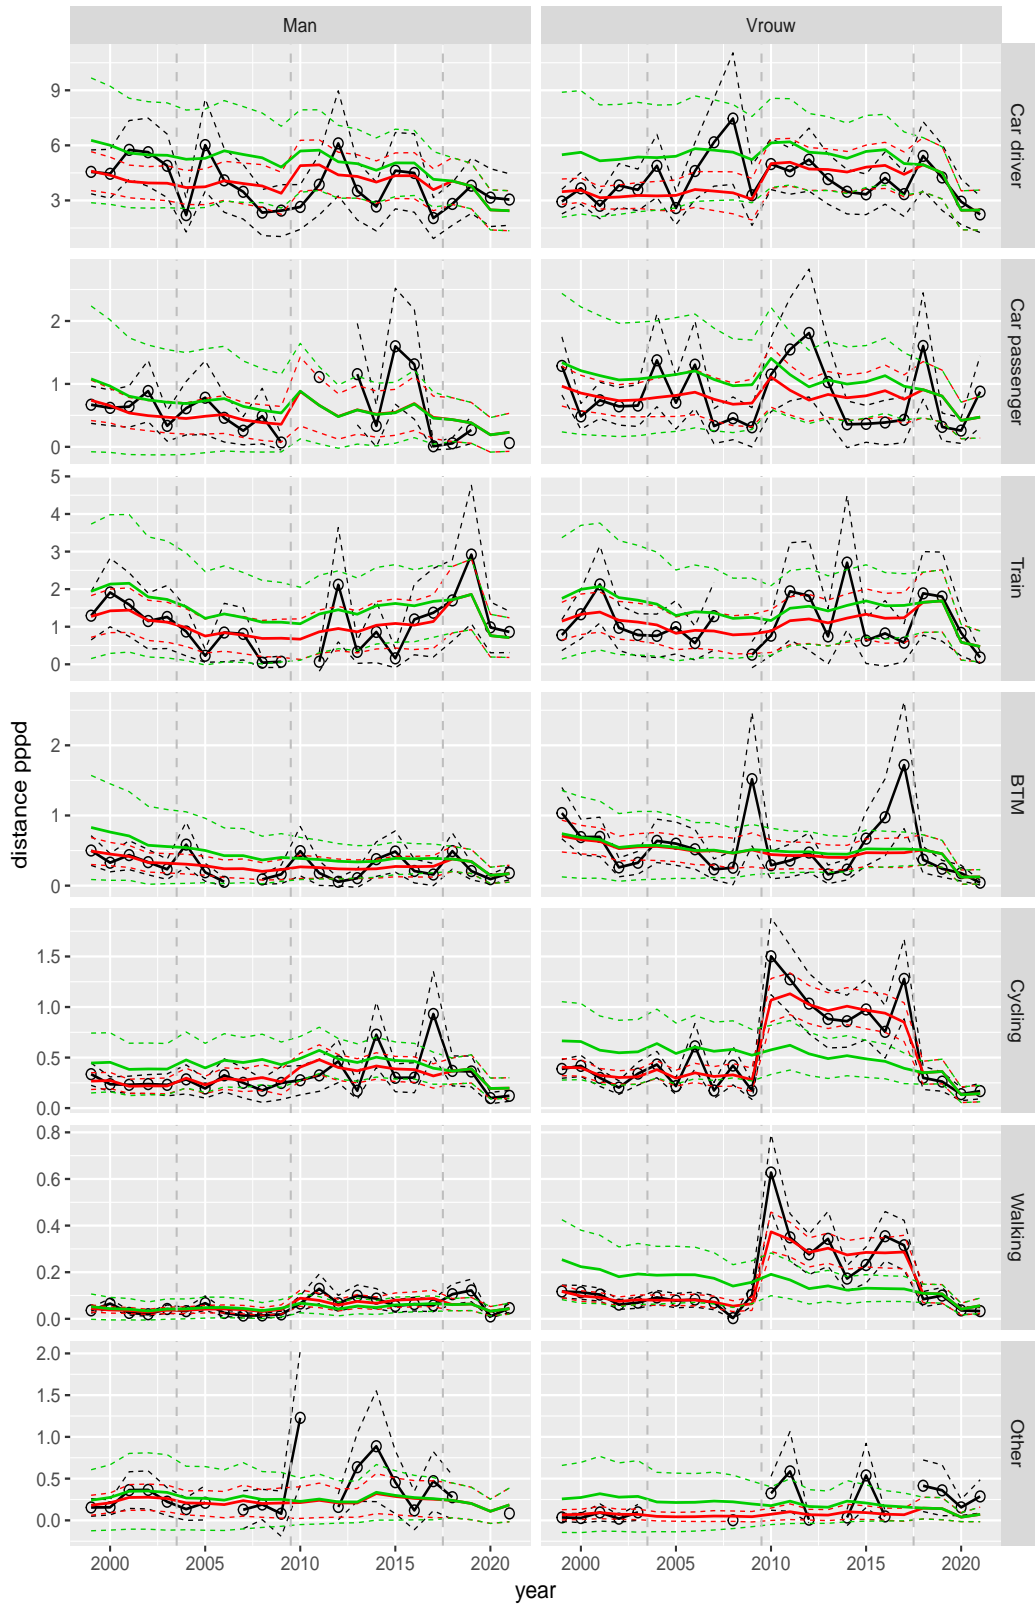 Man Vrouw
9
6
3
Car driver
2
1
0
Car passenger
5
4
3
2
1
0
Train
2
1
0
BTM
1.5
1.0
0.5
0.0
Cycling
0.8
0.6
0.4
0.2
0.0
Walking
2.0
1.5
1.0
0.5
0.0
Other
2000 2005 2010 2015 2020 2000 2005 2010 2015 2020
year
distance pppd